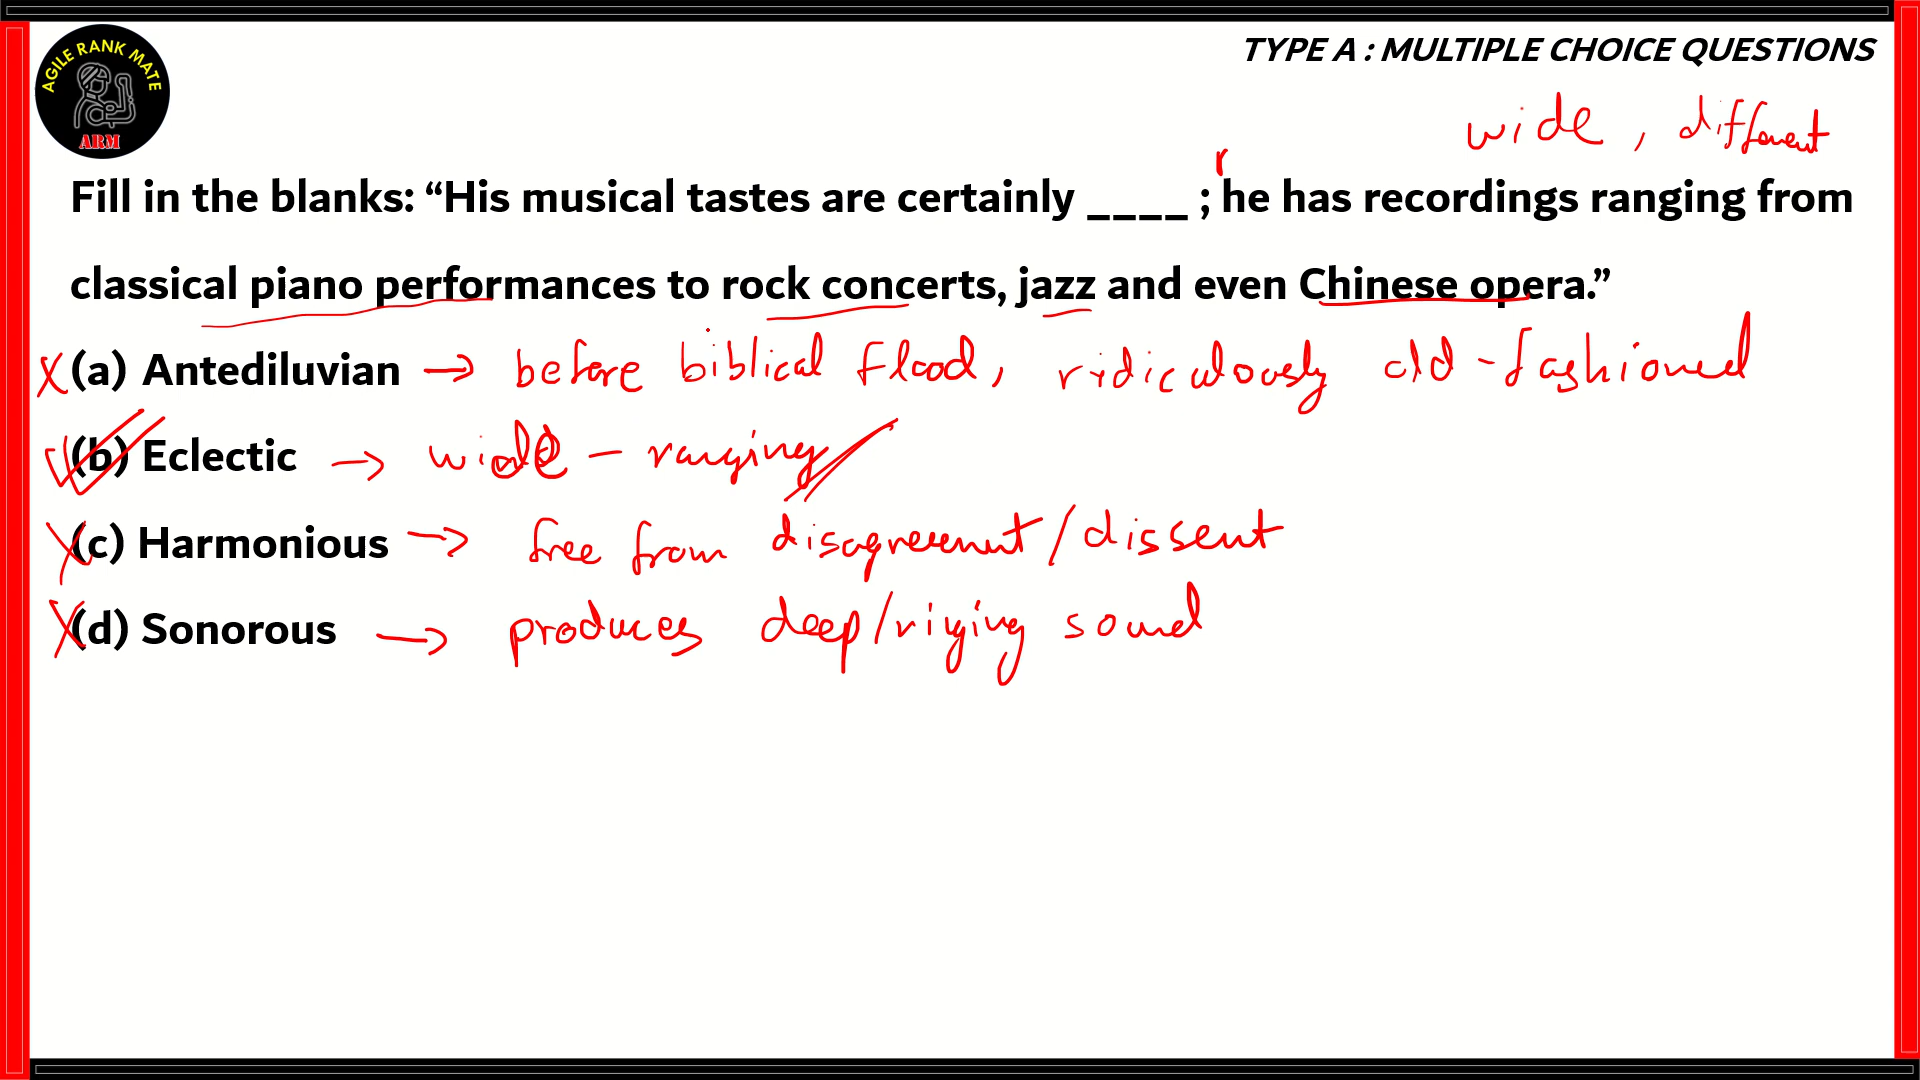 AGILE RANK MATE
ARM
TYPE A : MULTIPLE CHOICE QUESTIONS
wide, different
Fill in the blanks: “His musical tastes are certainly ____ ; he has recordings ranging from
classical piano performances to rock concerts, jazz and even Chinese opera.”
X (a) Antediluvian → before biblical flood, ridiculously old-fashioned
(b) Eclectic → wide-ranging
X (c) Harmonious → free from disagreement/dissent
X (d) Sonorous → produces deep/ringing sound